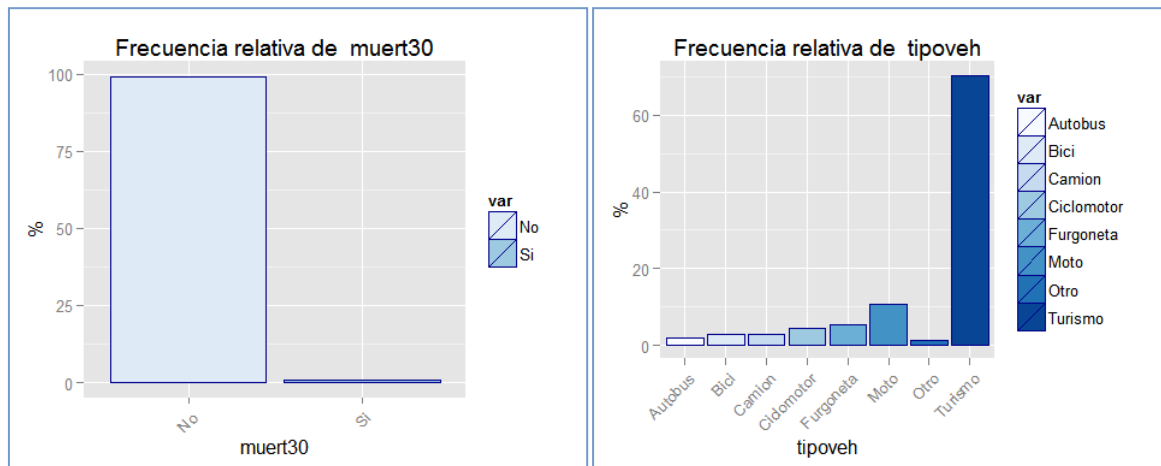 Frecuencia relativa de  muert30
100
75
50
25
0
%
No
Si
muert30
var
No
Si
Frecuencia relativa de  tipoveh
60
40
20
0
%
Autobus
Bici
Camion
Ciclomotor
Furgoneta
Moto
Otro
Turismo
tipoveh
var
Autobus
Bici
Camion
Ciclomotor
Furgoneta
Moto
Otro
Turismo